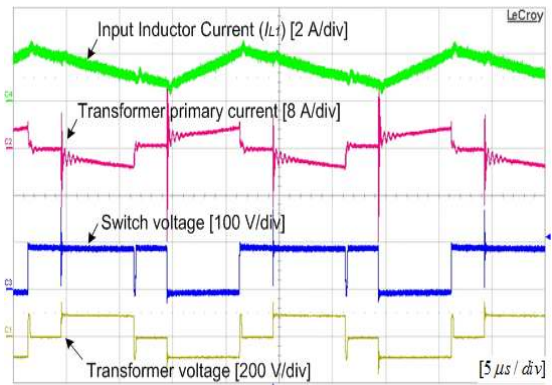 LeCroy
Input Inductor Current (IL1) [2 A/div]
Transformer primary current [8 A/div]
Switch voltage [100 V/div]
Transformer voltage [200 V/div]
[5 μs / div]